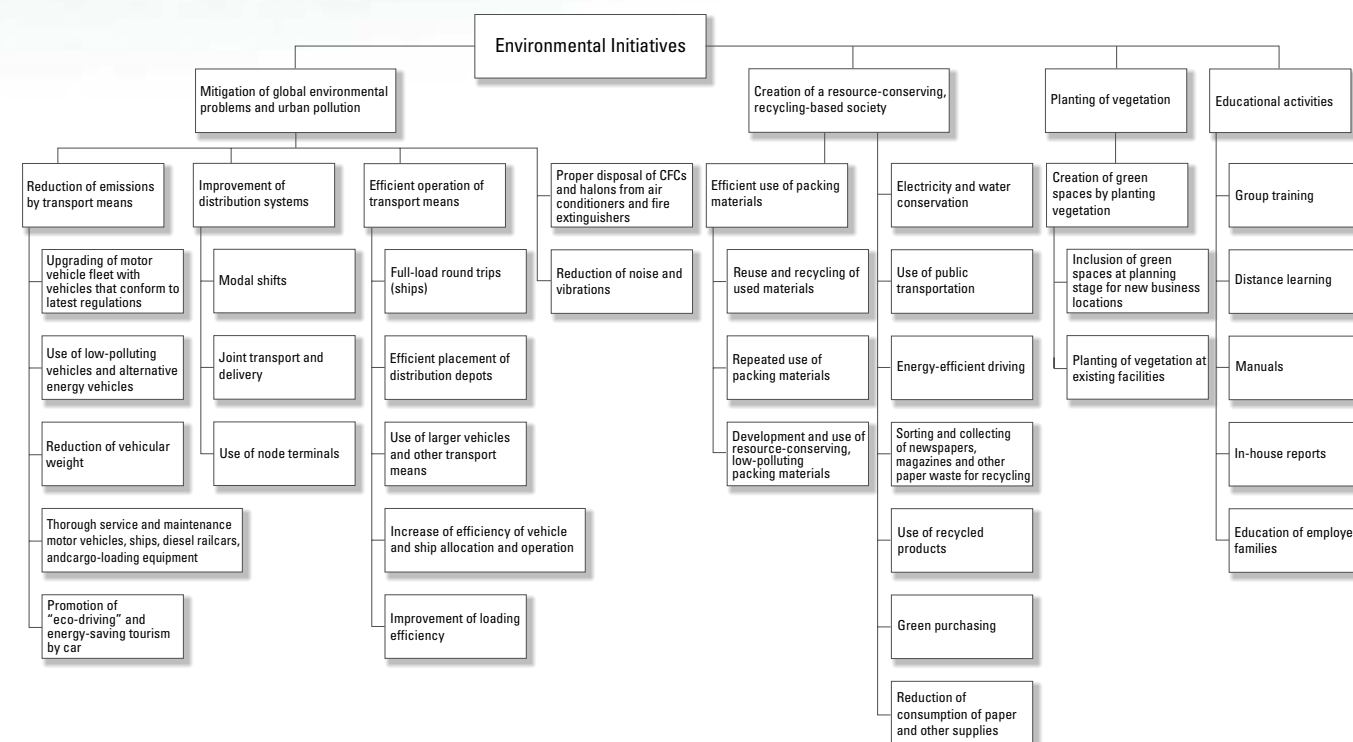 Environmental Initiatives
Mitigation of global environmental
problems and urban pollution
Creation of a resource-conserving,
recycling-based society
Planting of vegetation
Educational activities
Reduction of emissions
by transport means
Improvement of
distribution systems
Efficient operation of
transport means
Proper disposal of CFCs
and halons from air
conditioners and fire
extinguishers
Efficient use of packing
materials
Electricity and water
conservation
Creation of green
spaces by planting
vegetation
Group training
Upgrading of motor
vehicle fleet with
vehicles that conform to
latest regulations
Modal shifts
Full-load round trips
(ships)
Reduction of noise and
vibrations
Reuse and recycling of
used materials
Use of public
transportation
Inclusion of green
spaces at planning
stage for new business
locations
Distance learning
Use of low-polluting
vehicles and alternative
energy vehicles
Joint transport and
delivery
Efficient placement of
distribution depots
Repeated use of
packing materials
Energy-efficient driving
Planting of vegetation at
existing facilities
Manuals
Reduction of vehicular
weight
Use of node terminals
Use of larger vehicles
and other transport
means
Development and use of
resource-conserving,
low-polluting
packing materials
Sorting and collecting
of newspapers,
magazines and other
paper waste for recycling
In-house reports
Thorough service and maintenance
motor vehicles, ships, diesel railcars,
andcargo-loading equipment
Increase of efficiency of vehicle
and ship allocation and operation
Use of recycled
products
Education of employe
families
Promotion of
“eco-driving” and
energy-saving tourism
by car
Improvement of loading
efficiency
Green purchasing
Reduction of
consumption of paper
and other supplies